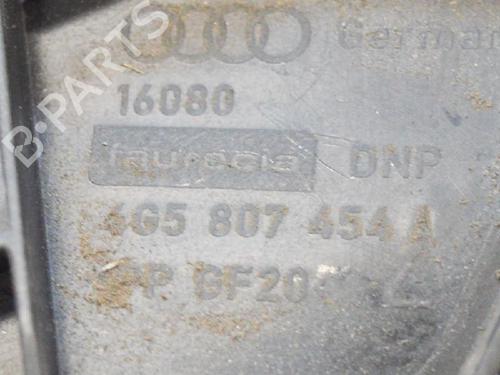 German
16080
faurecia DNP
4G5 807 454 A
PP GF20
B-PARTS